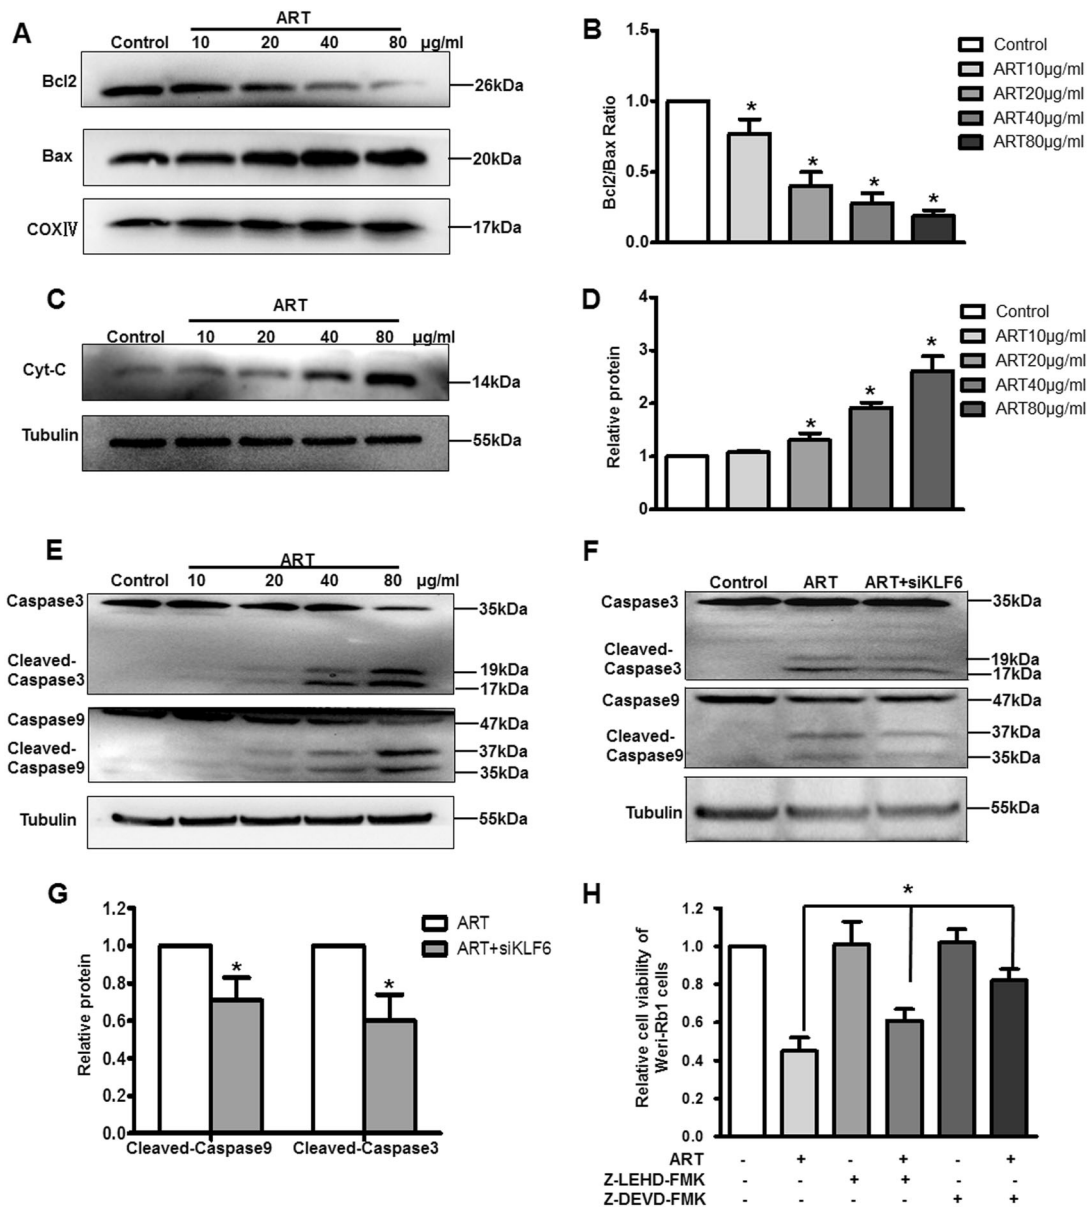 A
ART
Control 10 20 40 80 µg/ml
Bcl2
26kDa
Bax
20kDa
COXⅣ
17kDa
B
1.5
1.0
0.5
0.0
Bcl2/Bax Ratio
* * * *
Control
ART10µg/ml
ART20µg/ml
ART40µg/ml
ART80µg/ml
C
ART
Control 10 20 40 80 µg/ml
Cyt-C
14kDa
Tubulin
55kDa
D
4
3
2
1
0
Relative protein
* * *
Control
ART10µg/ml
ART20µg/ml
ART40µg/ml
ART80µg/ml
E
ART
Control 10 20 40 80 µg/ml
Caspase3
35kDa
Cleaved-
Caspase3
19kDa
17kDa
Caspase9
47kDa
Cleaved-
Caspase9
37kDa
35kDa
Tubulin
55kDa
F
Control ART ART+siKLF6
Caspase3
35kDa
Cleaved-
Caspase3
19kDa
17kDa
Caspase9
47kDa
Cleaved-
Caspase9
37kDa
35kDa
Tubulin
55kDa
G
1.2
1.0
0.8
0.6
0.4
0.2
0.0
Relative protein
* *
ART
ART+siKLF6
Cleaved-Caspase9 Cleaved-Caspase3
H
1.2
1.0
0.8
0.6
0.4
0.2
0.0
Relative cell viability of
Weri-Rb1 cells
*
ART - + - + - +
Z-LEHD-FMK - - + + - -
Z-DEVD-FMK - - - - + +